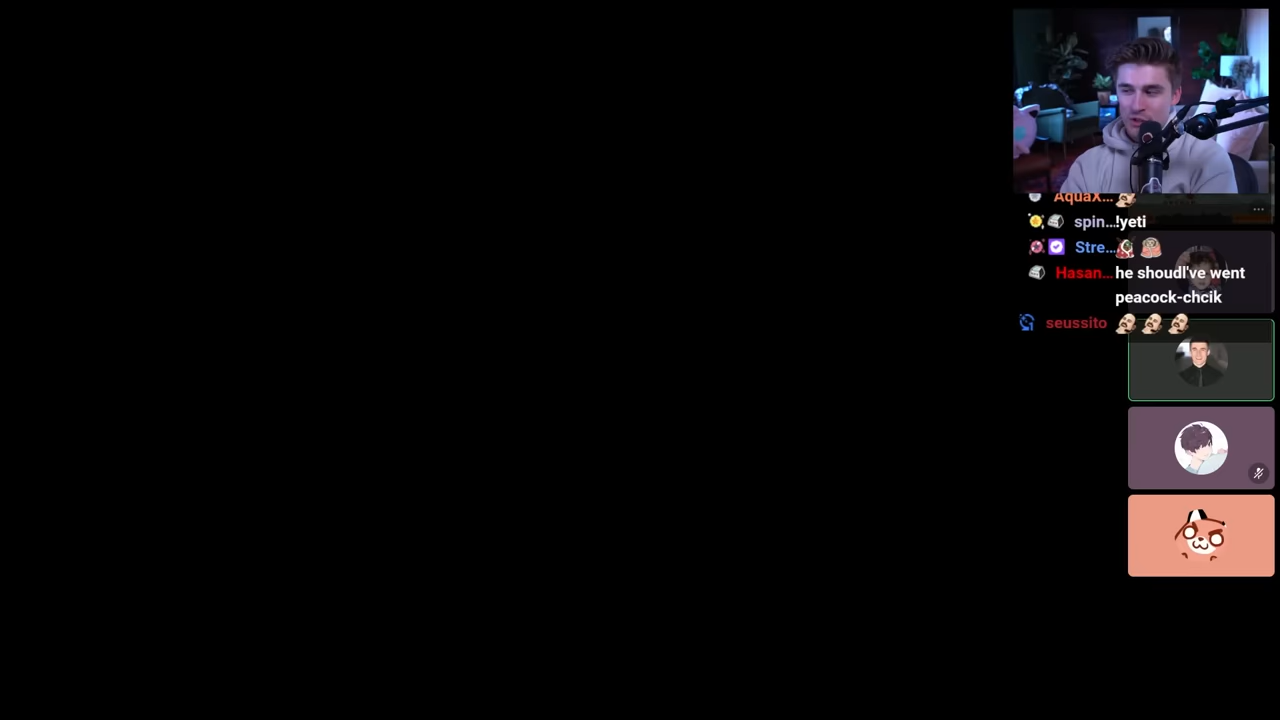 AquaX...
spin... !yeti
Stre...
Hasan... he shoudl've went
peacock-chcik
seussito